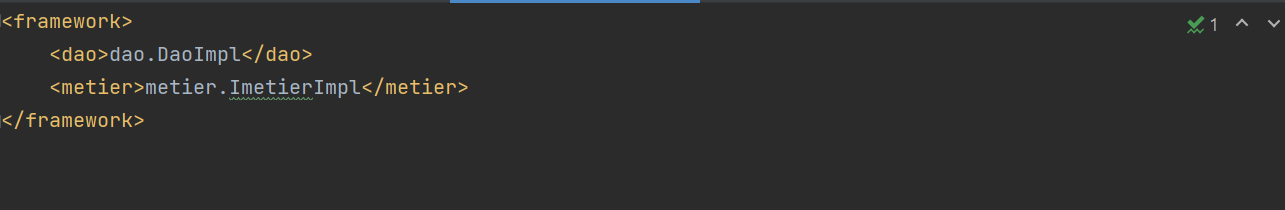 <framework>
1
<dao>dao.DaoImpl</dao>
<metier>metier.ImetierImpl</metier>
</framework>